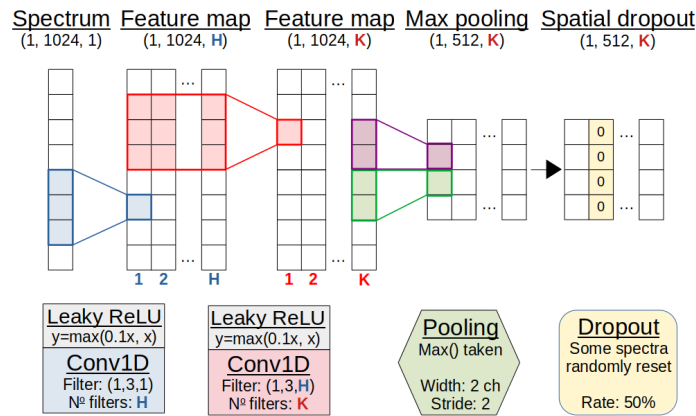 Spectrum
(1, 1024, 1)
Feature map
(1, 1024, H)
Feature map
(1, 1024, K)
Max pooling
(1, 512, K)
Spatial dropout
(1, 512, K)
...
...
...
...
0
0
0
0
...
...
...
...
1 2 H
1 2 K
Leaky ReLU
y=max(0.1x, x)
Conv1D
Filter: (1,3,1)
Nº filters: H
Leaky ReLU
y=max(0.1x, x)
Conv1D
Filter: (1,3,H)
Nº filters: K
Pooling
Max() taken
Width: 2 ch
Stride: 2
Dropout
Some spectra
randomly reset
Rate: 50%